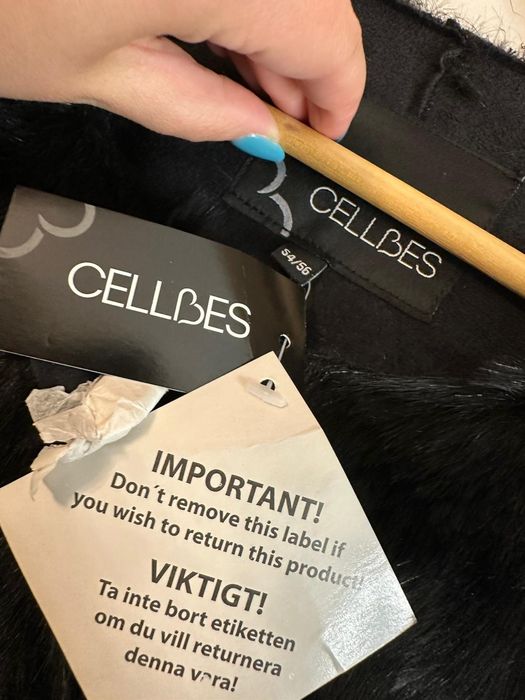 CELLBES
54/56
CELLBES
IMPORTANT!
Don´t remove this label if
you wish to return this product!
VIKTIGT!
Ta inte bort etiketten
om du vill returnera
denna vara!